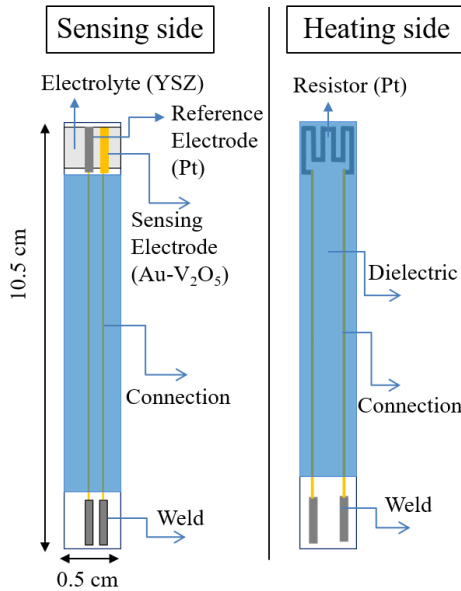 Sensing side
Electrolyte (YSZ)
Reference
Electrode
(Pt)
Sensing
Electrode
(Au-V₂O₅)
10.5 cm
Connection
Weld
0.5 cm
Heating side
Resistor (Pt)
Dielectric
Connection
Weld